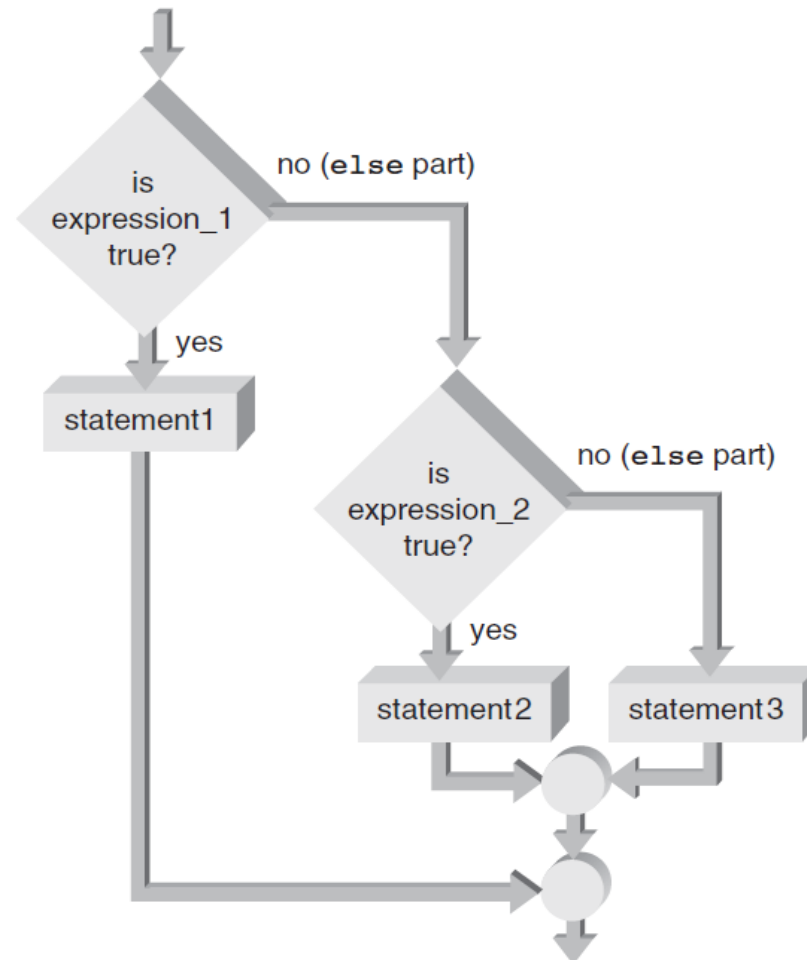 no (else part)
is
expression_1
true?
yes
statement1
no (else part)
is
expression_2
true?
yes
statement2
statement3